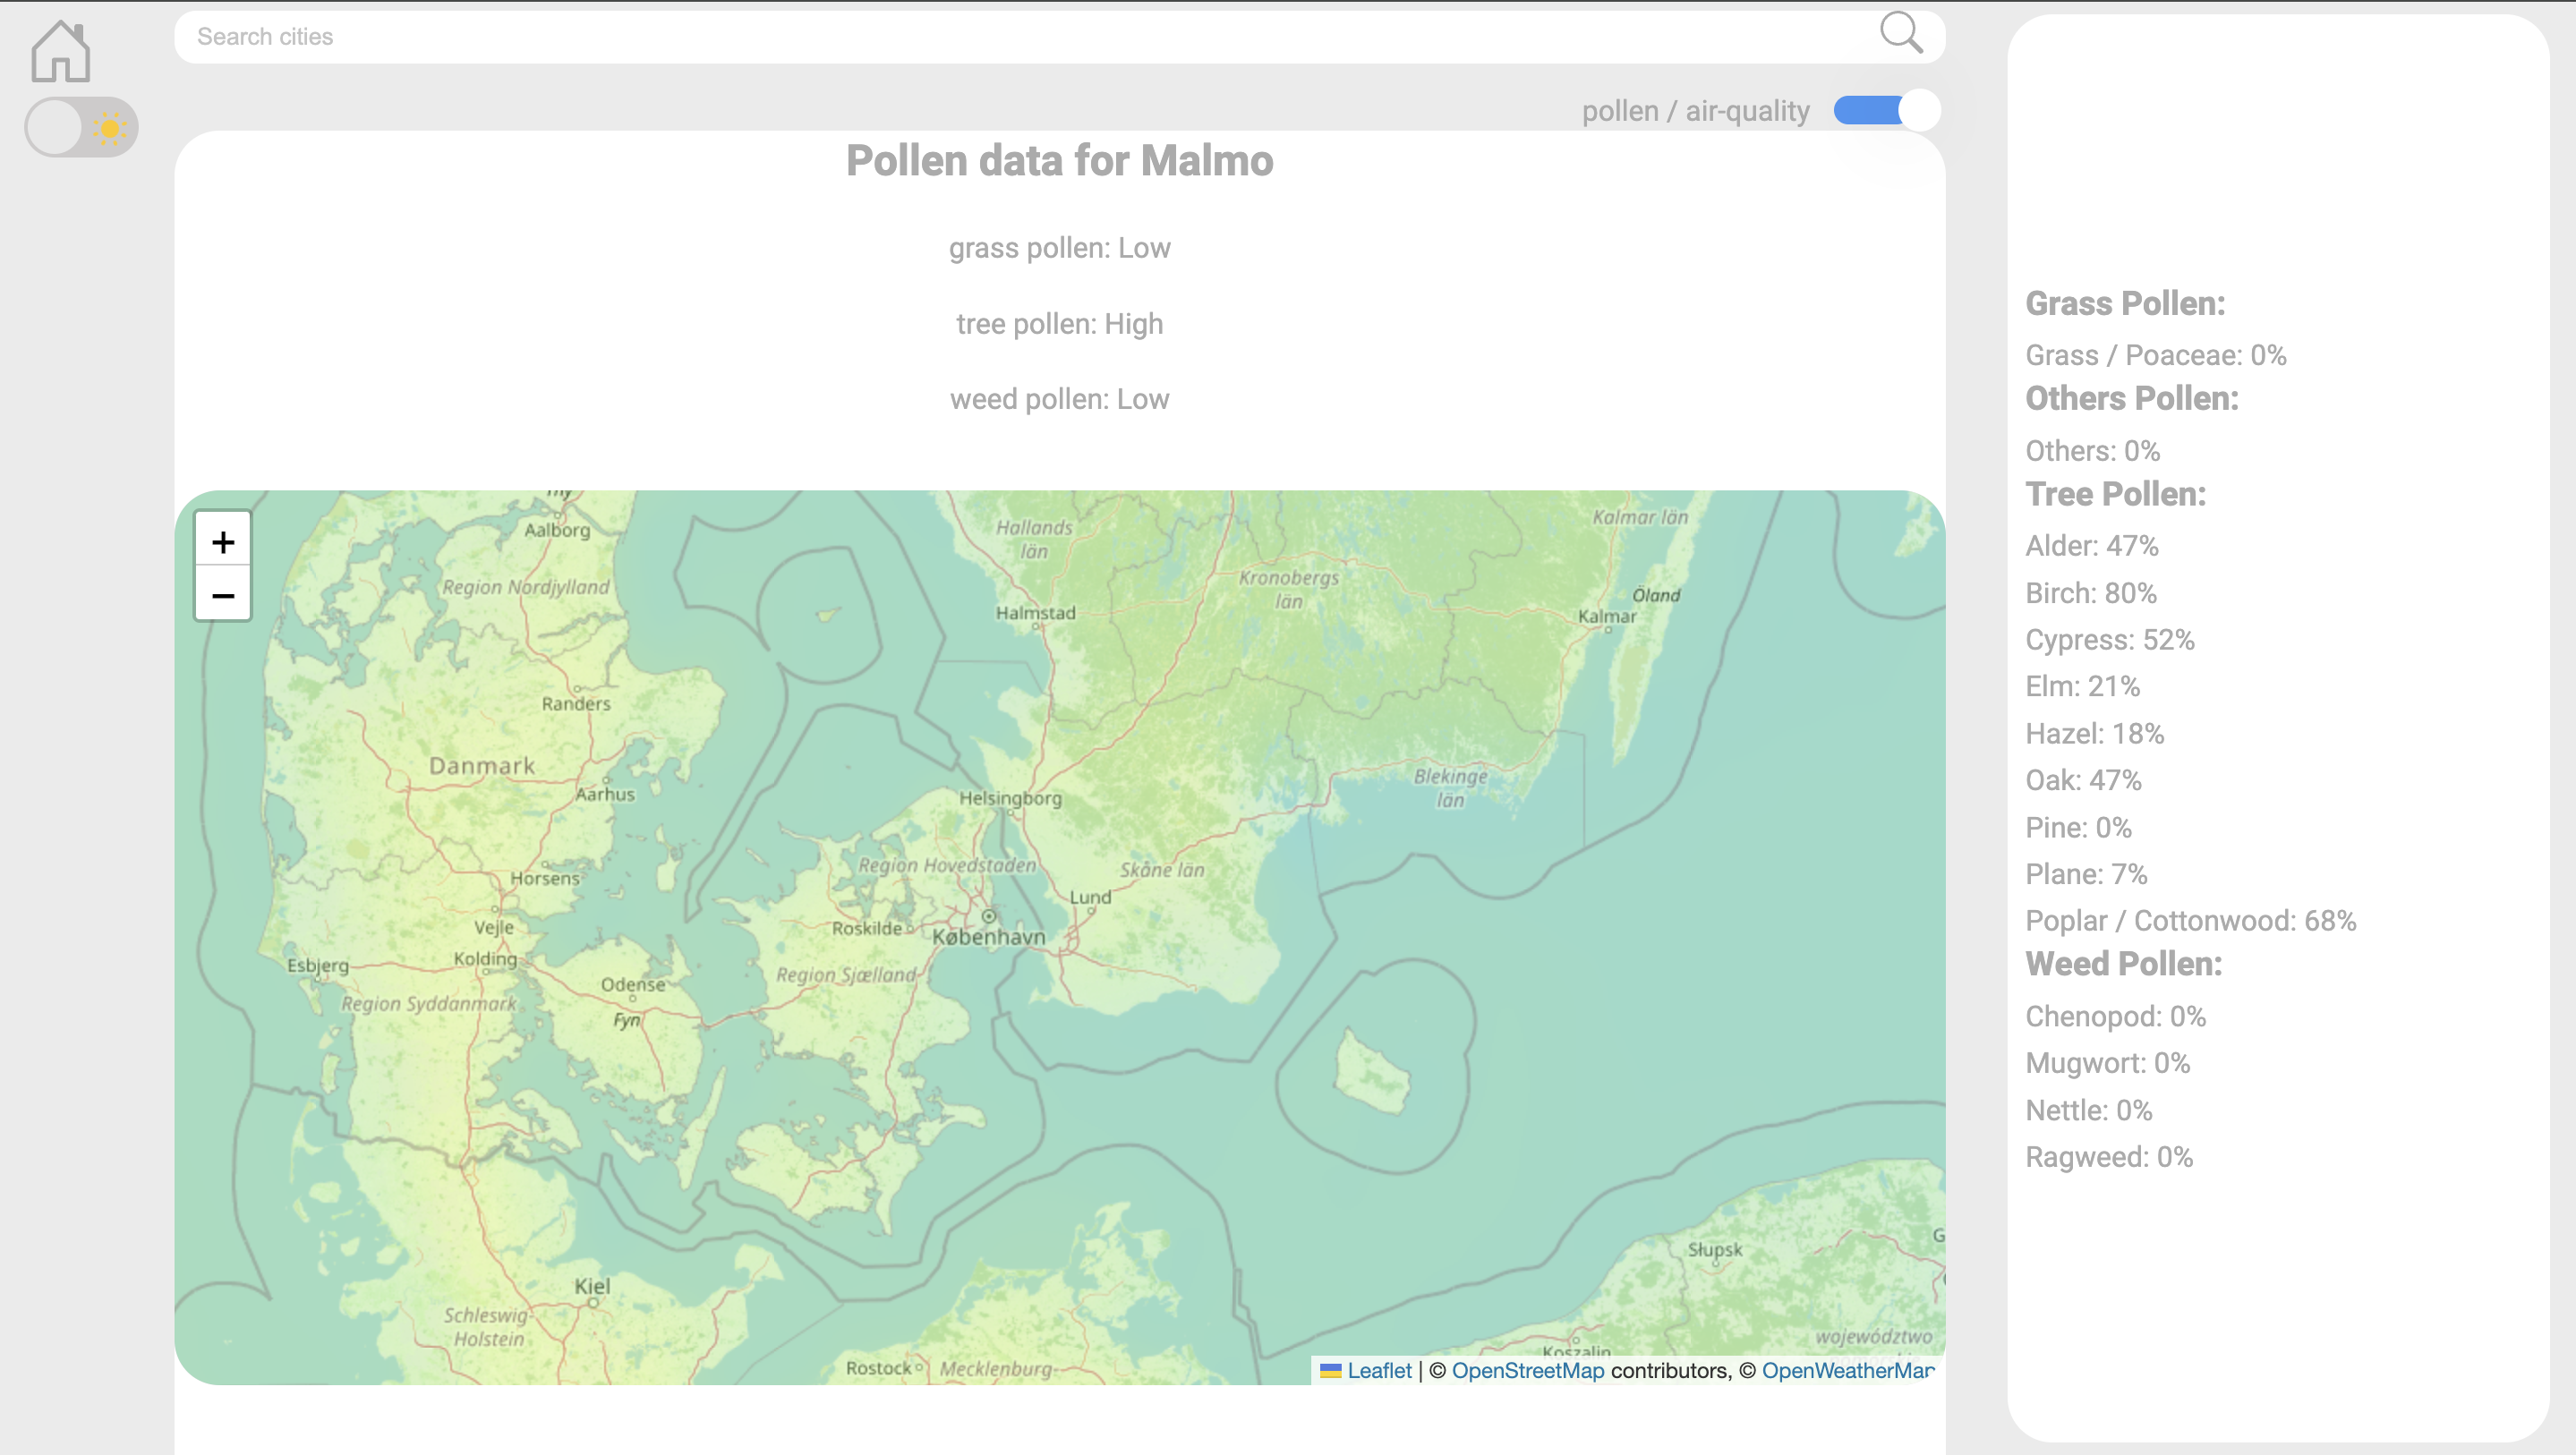 Search cities
pollen / air-quality
Pollen data for Malmo
grass pollen: Low
tree pollen: High
weed pollen: Low
+
−
Aalborg
Region Nordjylland
Randers
Danmark
Aarhus
Horsens
Vejle
Kolding
Esbjerg
Region Syddanmark
Odense
Fyn
Hallands
län
Halmstad
Kronobergs
län
Kalmar län
Öland
Kalmar
Blekinge
län
Helsingborg
Region Hovedstaden
Skåne län
Lund
Roskilde
København
Region Sjælland
Kiel
Schleswig-
Holstein
Rostock
Mecklenburg-
Słupsk
Koszalin
województwo
Leaflet | © OpenStreetMap contributors, © OpenWeatherMap
Grass Pollen:
Grass / Poaceae: 0%
Others Pollen:
Others: 0%
Tree Pollen:
Alder: 47%
Birch: 80%
Cypress: 52%
Elm: 21%
Hazel: 18%
Oak: 47%
Pine: 0%
Plane: 7%
Poplar / Cottonwood: 68%
Weed Pollen:
Chenopod: 0%
Mugwort: 0%
Nettle: 0%
Ragweed: 0%